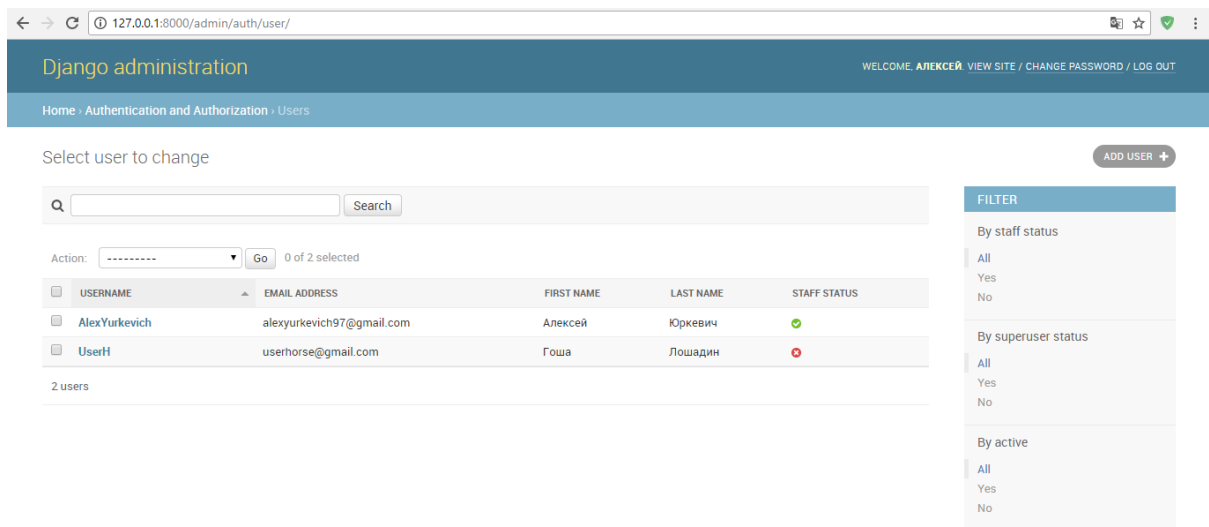 127.0.0.1:8000/admin/auth/user/
Django administration
WELCOME, АЛЕКСЕЙ. VIEW SITE / CHANGE PASSWORD / LOG OUT
Home › Authentication and Authorization › Users
Select user to change
ADD USER +
Search
Action: --------- Go 0 of 2 selected
USERNAME EMAIL ADDRESS FIRST NAME LAST NAME STAFF STATUS
AlexYurkevich alexyurkevich97@gmail.com Алексей Юркевич
UserH userhorse@gmail.com Гоша Лошадин
2 users
FILTER
By staff status
All
Yes
No
By superuser status
All
Yes
No
By active
All
Yes
No